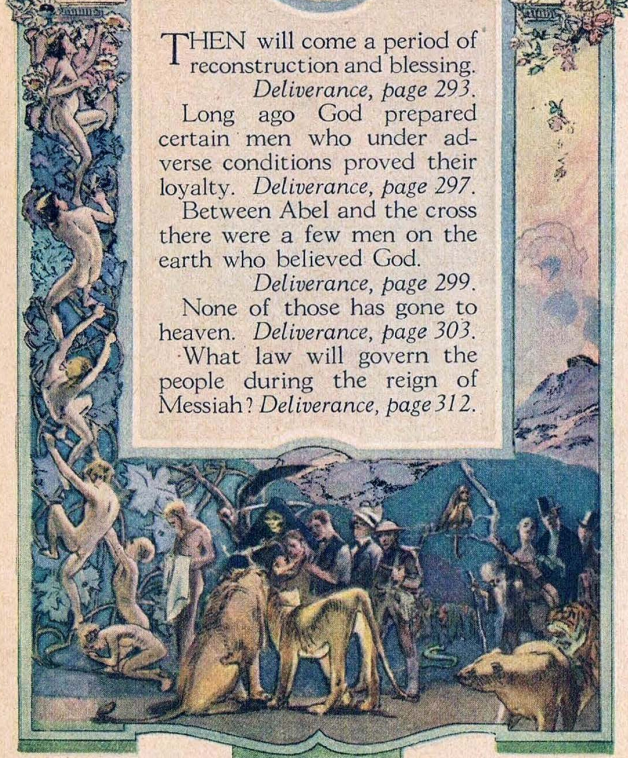 THEN will come a period of
reconstruction and blessing.
Deliverance, page 293.
Long ago God prepared
certain men who under ad-
verse conditions proved their
loyalty. Deliverance, page 297.
Between Abel and the cross
there were a few men on the
earth who believed God.
Deliverance, page 299.
None of those has gone to
heaven. Deliverance, page 303.
What law will govern the
people during the reign of
Messiah? Deliverance, page 312.